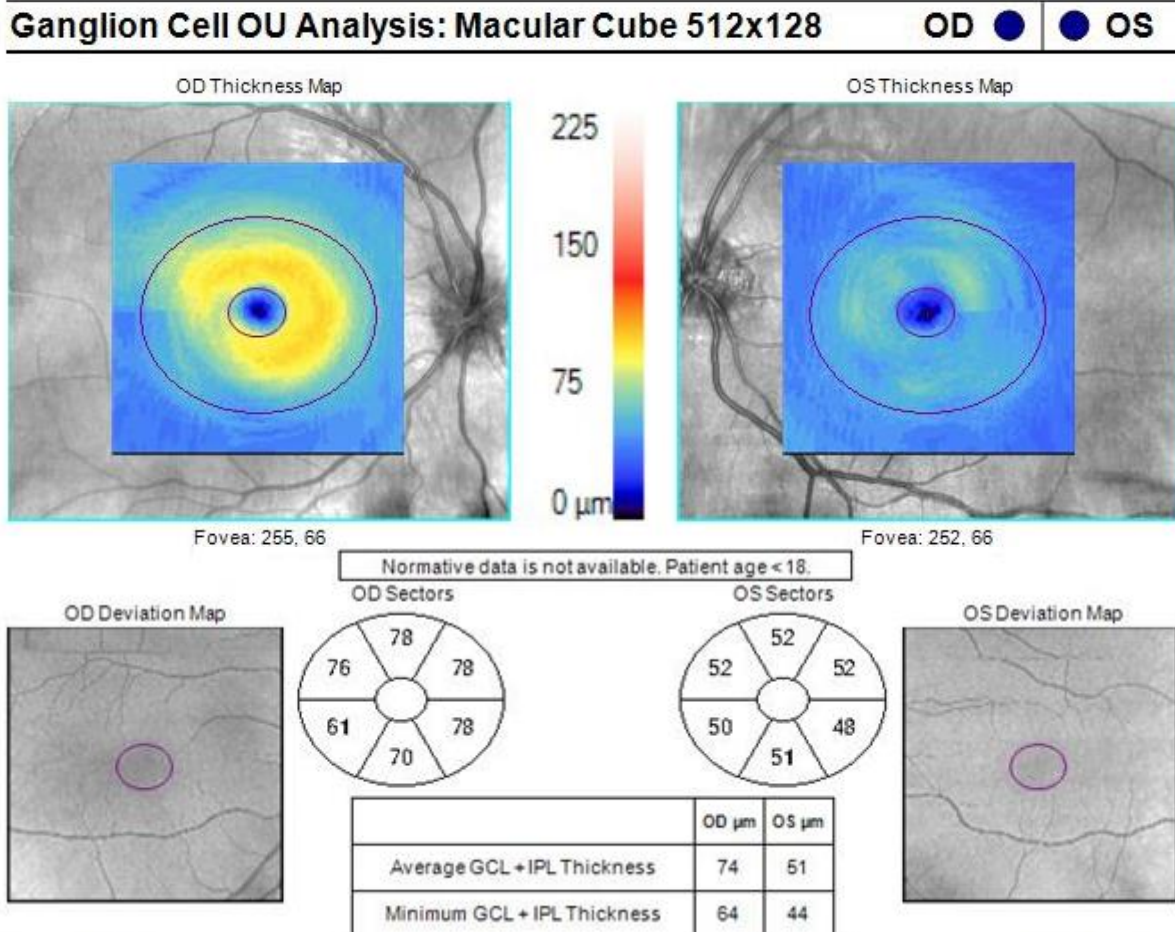 Ganglion Cell OU Analysis: Macular Cube 512x128 OD OS
OD Thickness Map OS Thickness Map
225
150
75
0 µm
Fovea: 255, 66 Fovea: 252, 66
Normative data is not available. Patient age < 18.
OD Deviation Map OD Sectors OS Sectors OS Deviation Map
78 52
76 78 52 52
61 78 50 48
70 51
OD µm OS µm
Average GCL + IPL Thickness 74 51
Minimum GCL + IPL Thickness 64 44